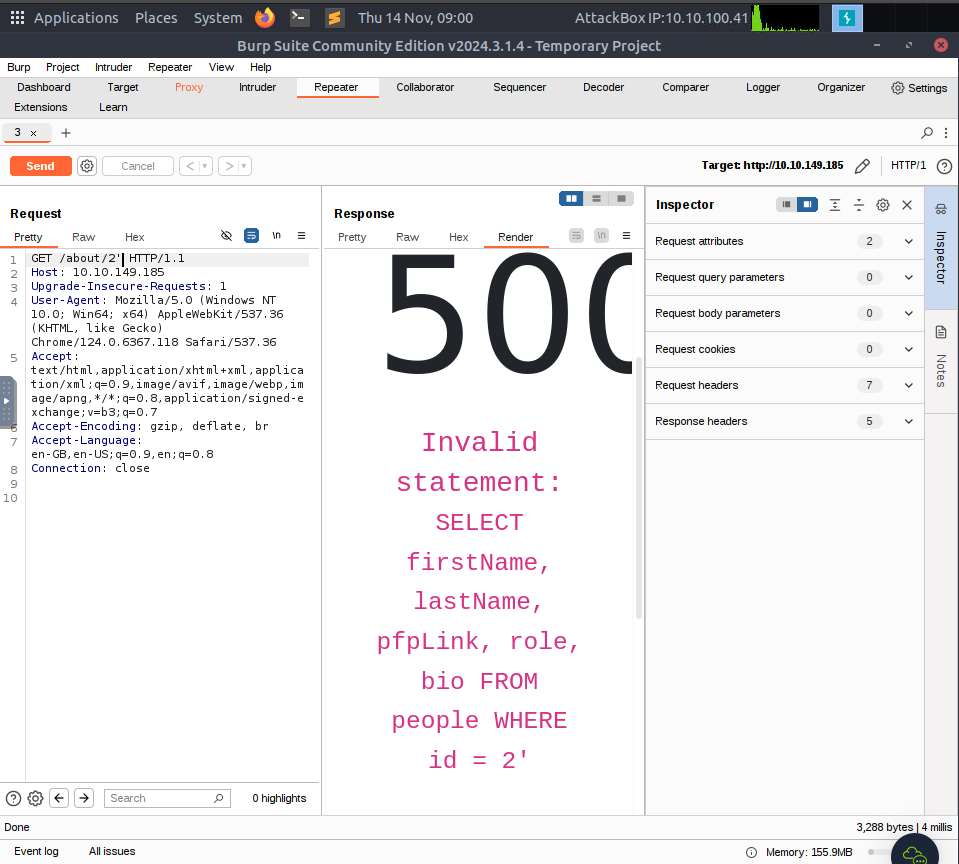 Applications Places System Thu 14 Nov, 09:00 AttackBox IP:10.10.100.41
Burp Suite Community Edition v2024.3.1.4 - Temporary Project
Burp Project Intruder Repeater View Help
Dashboard Target Proxy Intruder Repeater Collaborator Sequencer Decoder Comparer Logger Organizer Settings
Extensions Learn
3 × +
Send Cancel < > Target: http://10.10.149.185 HTTP/1 ?
Request
Pretty Raw Hex \n
1 GET /about/2' HTTP/1.1
2 Host: 10.10.149.185
3 Upgrade-Insecure-Requests: 1
4 User-Agent: Mozilla/5.0 (Windows NT
10.0; Win64; x64) AppleWebKit/537.36
(KHTML, like Gecko)
Chrome/124.0.6367.118 Safari/537.36
5 Accept:
text/html,application/xhtml+xml,applica
tion/xml;q=0.9,image/avif,image/webp,im
age/apng,*/*;q=0.8,application/signed-e
xchange;v=b3;q=0.7
6 Accept-Encoding: gzip, deflate, br
7 Accept-Language:
en-GB,en-US;q=0.9,en;q=0.8
8 Connection: close
9
10
? Search 0 highlights
Response
Pretty Raw Hex Render \n
500
Invalid
statement:
SELECT
firstName,
lastName,
pfpLink, role,
bio FROM
people WHERE
id = 2'
Inspector
Request attributes 2
Request query parameters 0
Request body parameters 0
Request cookies 0
Request headers 7
Response headers 5
Inspector
Notes
Done 3,288 bytes | 4 millis
Event log All issues Memory: 155.9MB